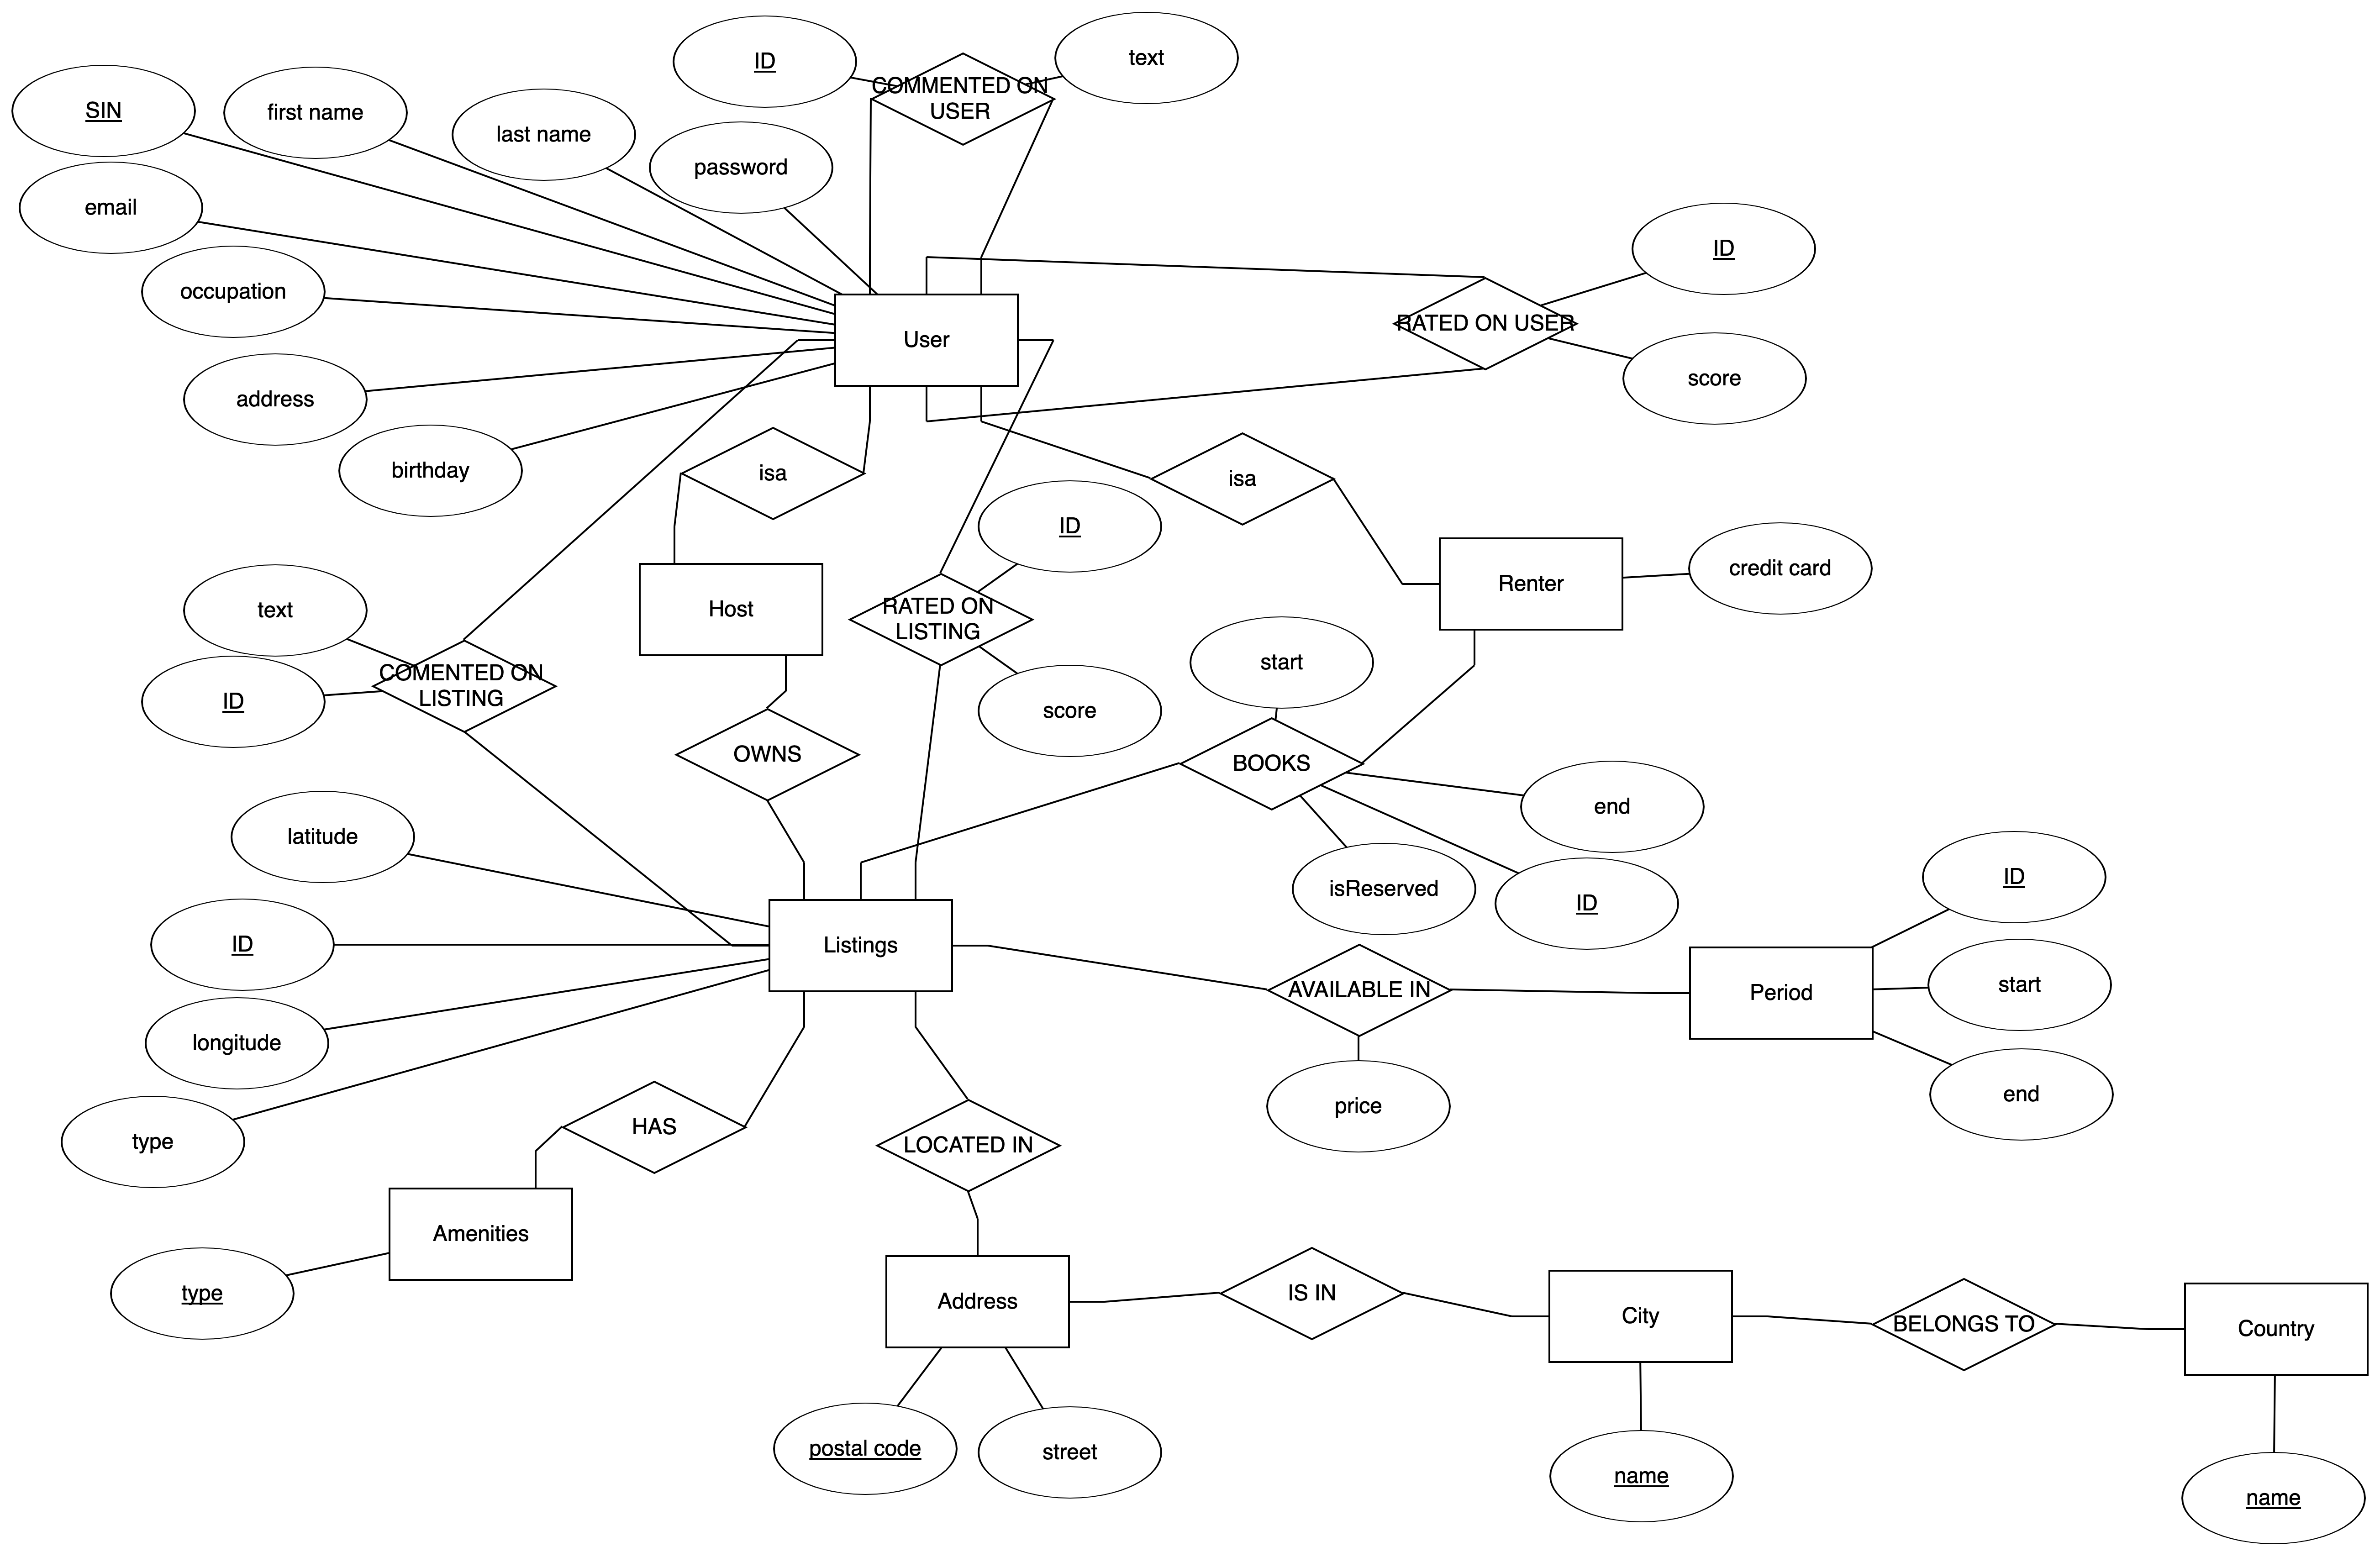 ID
text
COMMENTED ON
USER
SIN
first name
last name
password
email
occupation
address
birthday
User
RATED ON USER
ID
score
isa
isa
ID
Host
RATED ON
LISTING
score
Renter
credit card
text
COMENTED ON
LISTING
ID
OWNS
start
BOOKS
end
isReserved
ID
latitude
ID
longitude
type
Listings
AVAILABLE IN
price
Period
ID
start
end
HAS
LOCATED IN
Amenities
type
Address
IS IN
City
BELONGS TO
Country
postal code
street
name
name